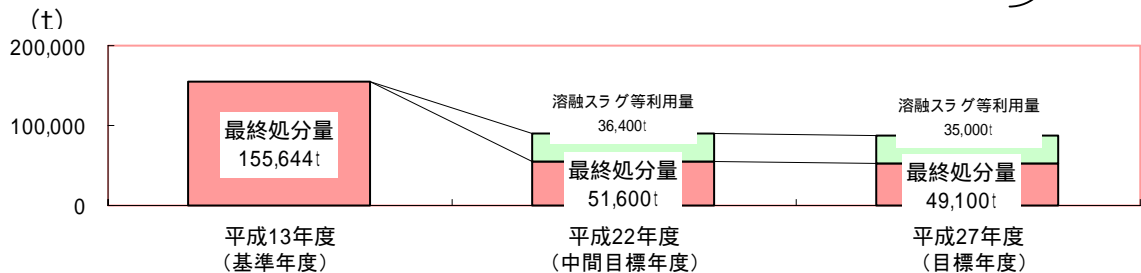 (t)
200,000
100,000
0
最終処分量
155,644t
溶融スラグ等利用量
36,400t
最終処分量
51,600t
溶融スラグ等利用量
35,000t
最終処分量
49,100t
平成13年度
(基準年度)
平成22年度
(中間目標年度)
平成27年度
(目標年度)